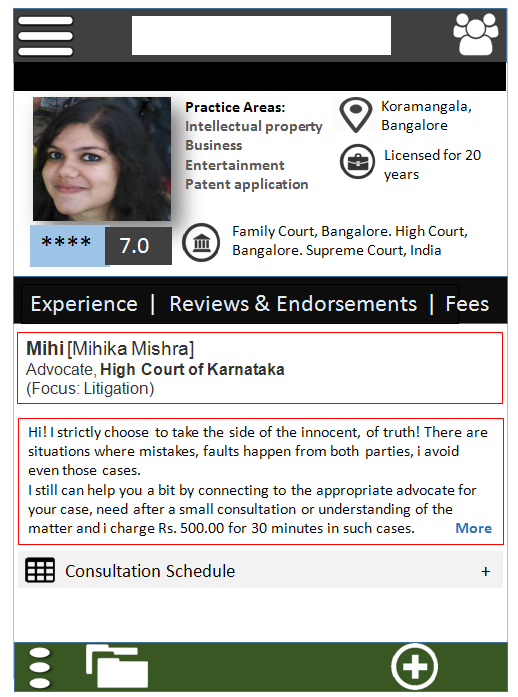 Practice Areas:
Intellectual property
Business
Entertainment
Patent application
Koramangala,
Bangalore
Licensed for 20
years
**** 7.0
Family Court, Bangalore. High Court,
Bangalore. Supreme Court, India
Experience | Reviews & Endorsements | Fees
Mihi [Mihika Mishra]
Advocate, High Court of Karnataka
(Focus: Litigation)
Hi! I strictly choose to take the side of the innocent, of truth! There are
situations where mistakes, faults happen from both parties, i avoid
even those cases.
I still can help you a bit by connecting to the appropriate advocate for
your case, need after a small consultation or understanding of the
matter and i charge Rs. 500.00 for 30 minutes in such cases. More
Consultation Schedule +